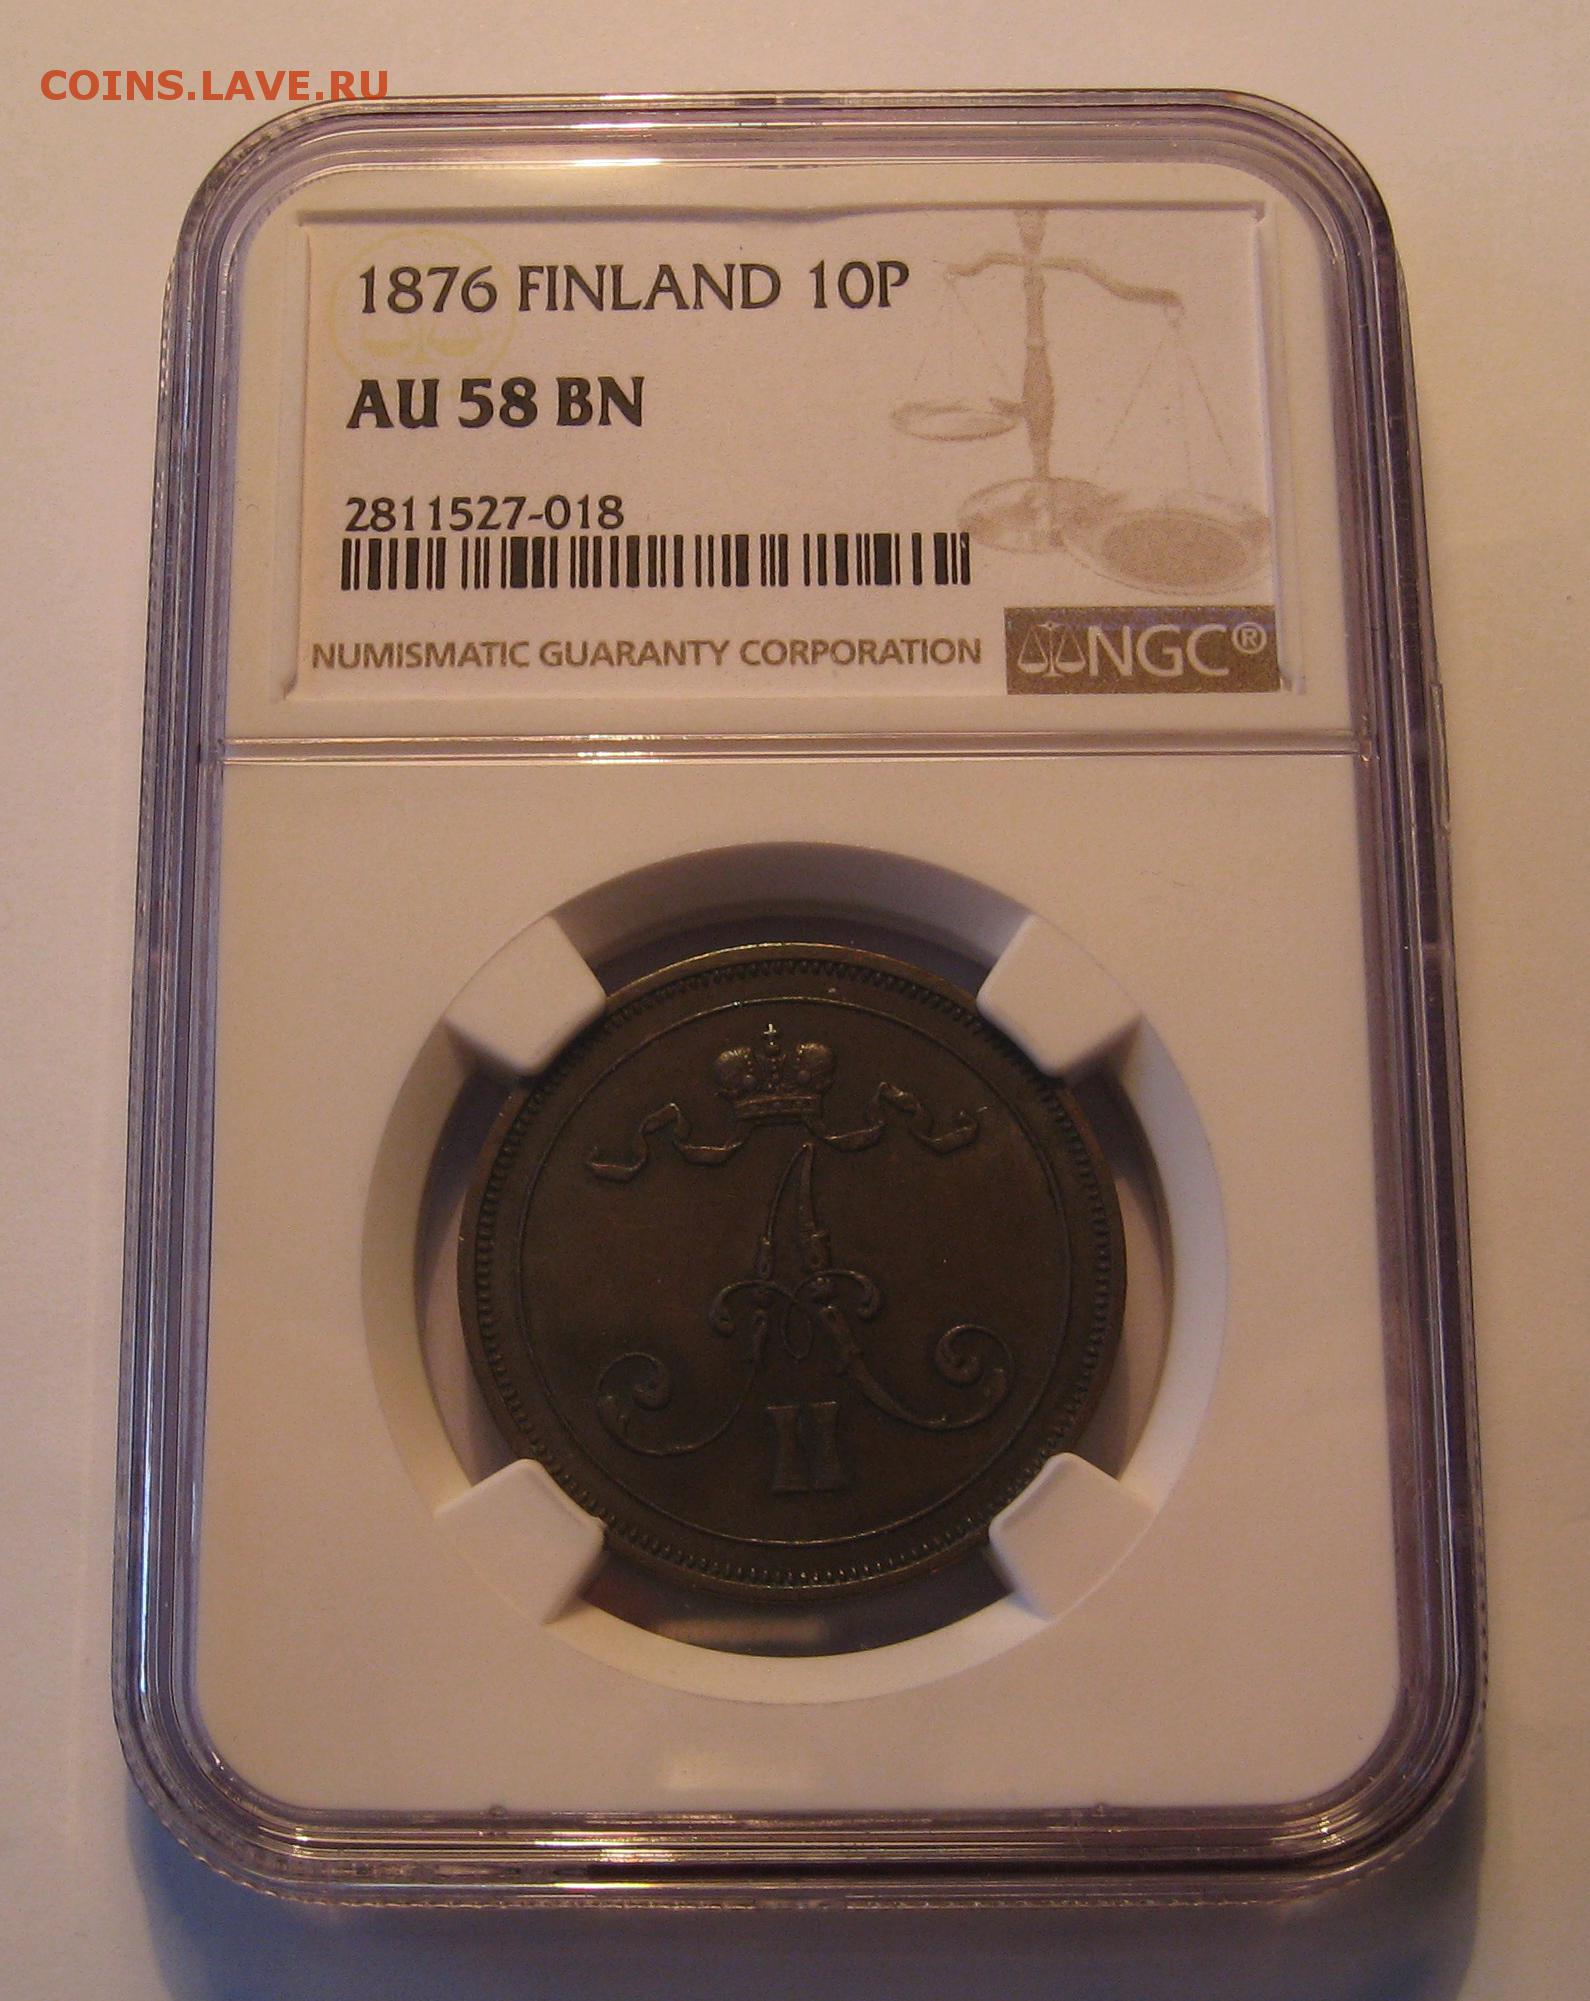 COINS.LAVE.RU
1876 FINLAND 10P
AU 58 BN
2811527-018
NUMISMATIC GUARANTY CORPORATION
NGC®
A
II